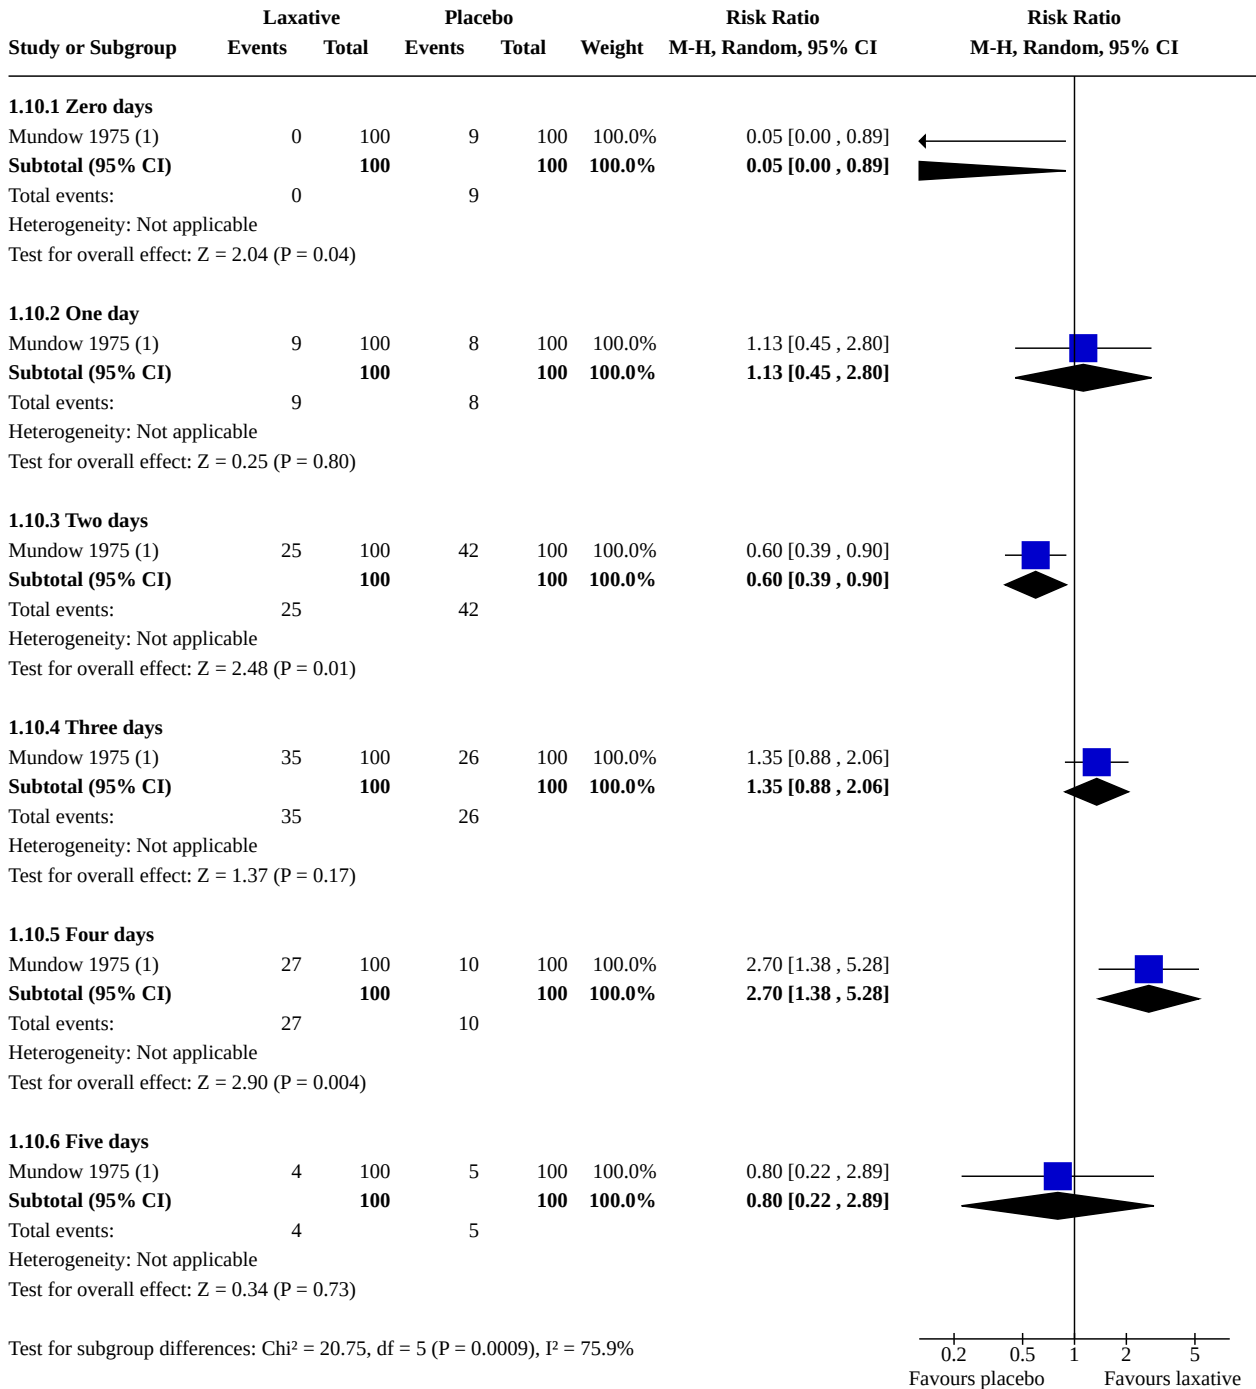 Laxative Placebo Risk Ratio Risk Ratio
Study or Subgroup Events Total Events Total Weight M-H, Random, 95% CI M-H, Random, 95% CI
1.10.1 Zero days
Mundow 1975 (1) 0 100 9 100 100.0% 0.05 [0.00 , 0.89]
Subtotal (95% CI) 100 100 100.0% 0.05 [0.00 , 0.89]
Total events: 0 9
Heterogeneity: Not applicable
Test for overall effect: Z = 2.04 (P = 0.04)
1.10.2 One day
Mundow 1975 (1) 9 100 8 100 100.0% 1.13 [0.45 , 2.80]
Subtotal (95% CI) 100 100 100.0% 1.13 [0.45 , 2.80]
Total events: 9 8
Heterogeneity: Not applicable
Test for overall effect: Z = 0.25 (P = 0.80)
1.10.3 Two days
Mundow 1975 (1) 25 100 42 100 100.0% 0.60 [0.39 , 0.90]
Subtotal (95% CI) 100 100 100.0% 0.60 [0.39 , 0.90]
Total events: 25 42
Heterogeneity: Not applicable
Test for overall effect: Z = 2.48 (P = 0.01)
1.10.4 Three days
Mundow 1975 (1) 35 100 26 100 100.0% 1.35 [0.88 , 2.06]
Subtotal (95% CI) 100 100 100.0% 1.35 [0.88 , 2.06]
Total events: 35 26
Heterogeneity: Not applicable
Test for overall effect: Z = 1.37 (P = 0.17)
1.10.5 Four days
Mundow 1975 (1) 27 100 10 100 100.0% 2.70 [1.38 , 5.28]
Subtotal (95% CI) 100 100 100.0% 2.70 [1.38 , 5.28]
Total events: 27 10
Heterogeneity: Not applicable
Test for overall effect: Z = 2.90 (P = 0.004)
1.10.6 Five days
Mundow 1975 (1) 4 100 5 100 100.0% 0.80 [0.22 , 2.89]
Subtotal (95% CI) 100 100 100.0% 0.80 [0.22 , 2.89]
Total events: 4 5
Heterogeneity: Not applicable
Test for overall effect: Z = 0.34 (P = 0.73)
Test for subgroup differences: Chi² = 20.75, df = 5 (P = 0.0009), I² = 75.9%
0.2 0.5 1 2 5
Favours placebo Favours laxative